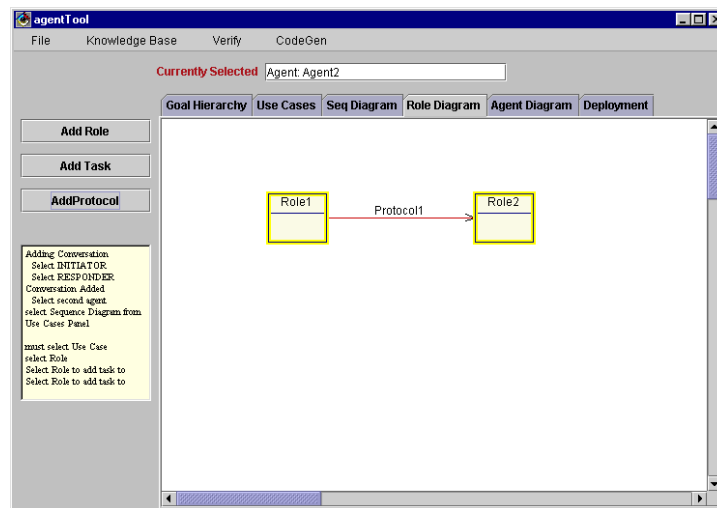 agentTool
File Knowledge Base Verify CodeGen
Currently Selected Agent: Agent2
Goal Hierarchy Use Cases Seq Diagram Role Diagram Agent Diagram Deployment
Add Role
Add Task
AddProtocol
Role1
Protocol1
Role2
Adding Conversation
Select INITIATOR
Select RESPONDER
Conversation Added
Select second agent
select Sequence Diagram from
Use Cases Panel
must select Use Case
select Role
Select Role to add task to
Select Role to add task to